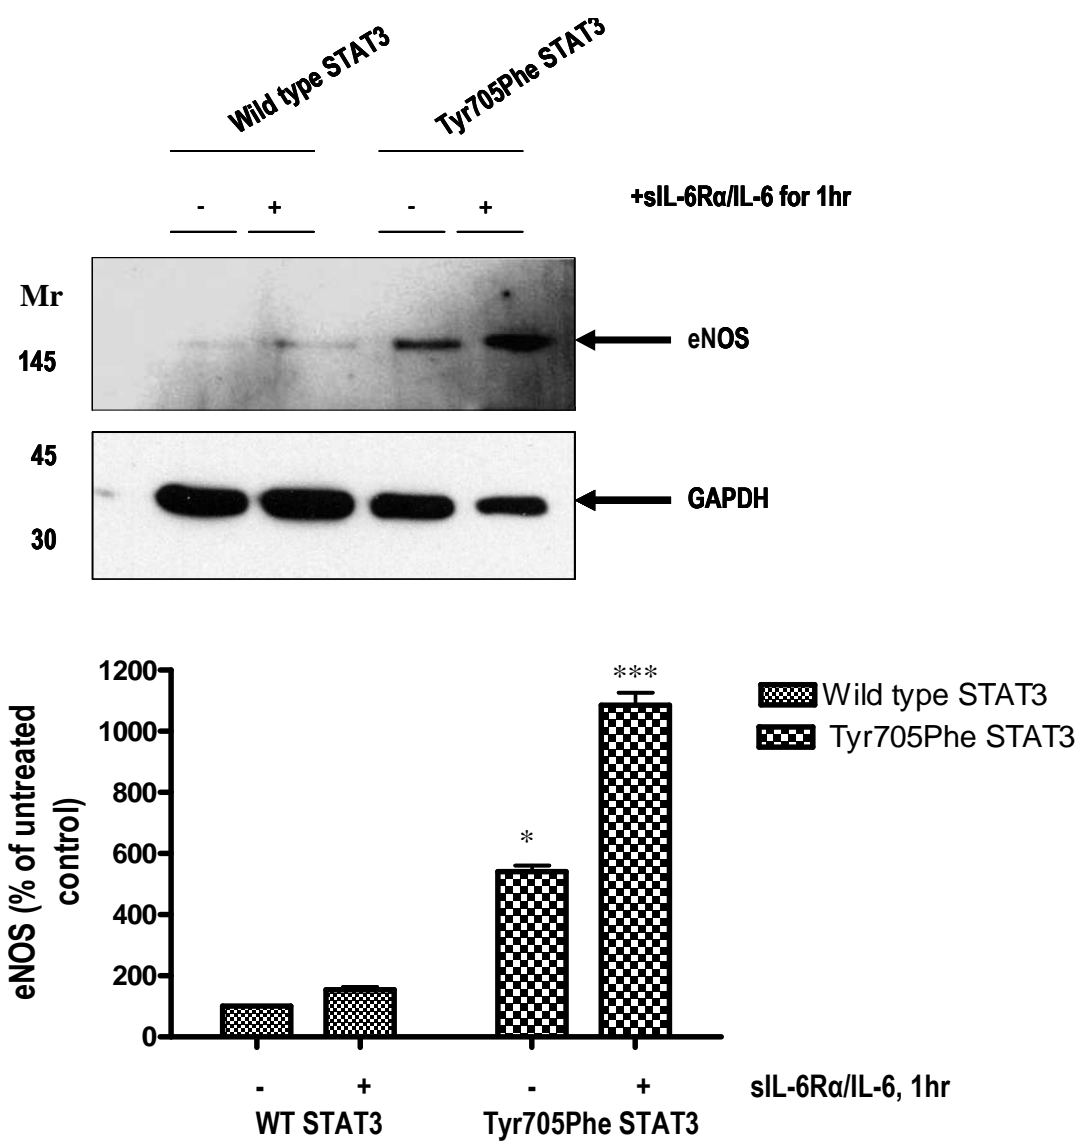 Wild type STAT3
Tyr705Phe STAT3
- + - +
+sIL-6Rα/IL-6 for 1hr
Mr
145
eNOS
45
GAPDH
30
eNOS (% of untreated
control)
1200
1000
800
600
400
200
0
*
***
Wild type STAT3
Tyr705Phe STAT3
- + - +
sIL-6Rα/IL-6, 1hr
WT STAT3
Tyr705Phe STAT3